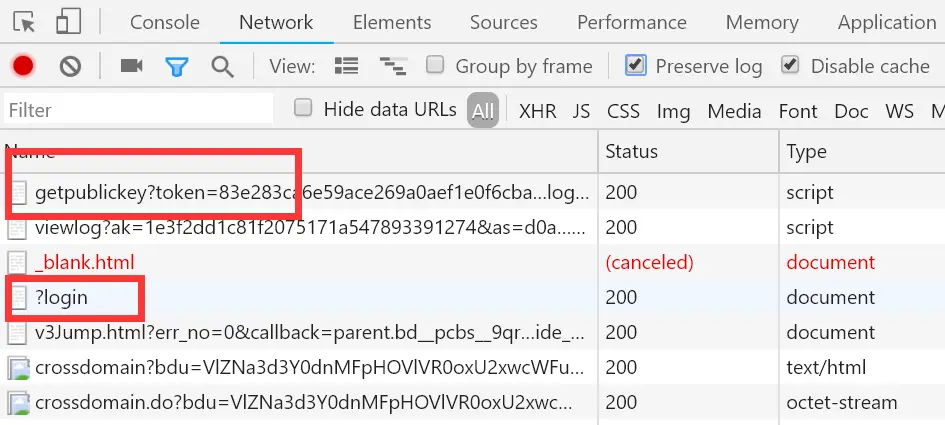 Console Network Elements Sources Performance Memory Application
View: Group by frame Preserve log Disable cache
Filter Hide data URLs All XHR JS CSS Img Media Font Doc WS M
Name Status Type
getpublickey?token=83e283ca6e59ace269a0aef1e0f6cba...log... 200 script
viewlog?ak=1e3f2dd1c81f2075171a547893391274&as=d0a...... 200 script
_blank.html (canceled) document
?login 200 document
v3Jump.html?err_no=0&callback=parent.bd__pcbs__9qr...ide_... 200 document
crossdomain?bdu=VlZNa3d3Y0dnMFpHOVlVR0oxU2xwcWFu... 200 text/html
crossdomain.do?bdu=VlZNa3d3Y0dnMFpHOVlVR0oxU2xwc... 200 octet-stream